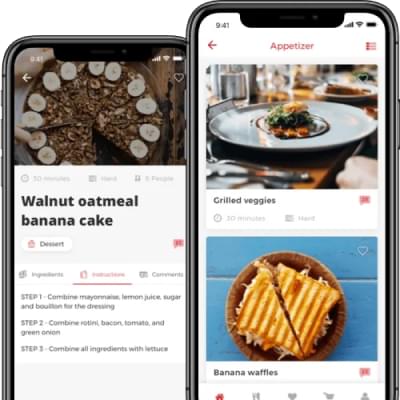 9:41
30 minutes Hard 5 People
Walnut oatmeal
banana cake
Dessert
Ingredients Instructions Comments
STEP 1 - Combine mayonnaise, lemon juice, sugar
and bouillon for the dressing
STEP 2 - Combine rotini, bacon, tomato, and
green onion
STEP 3 - Combine all ingredients with lettuce
9:41
Appetizer
Grilled veggies
30 minutes Hard
Banana waffles